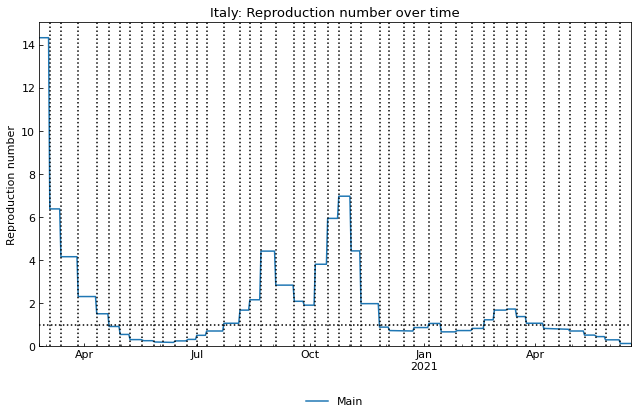 Italy: Reproduction number over time
Reproduction number
14
12
10
8
6
4
2
0
Apr
Jul
Oct
Jan
2021
Apr
Main